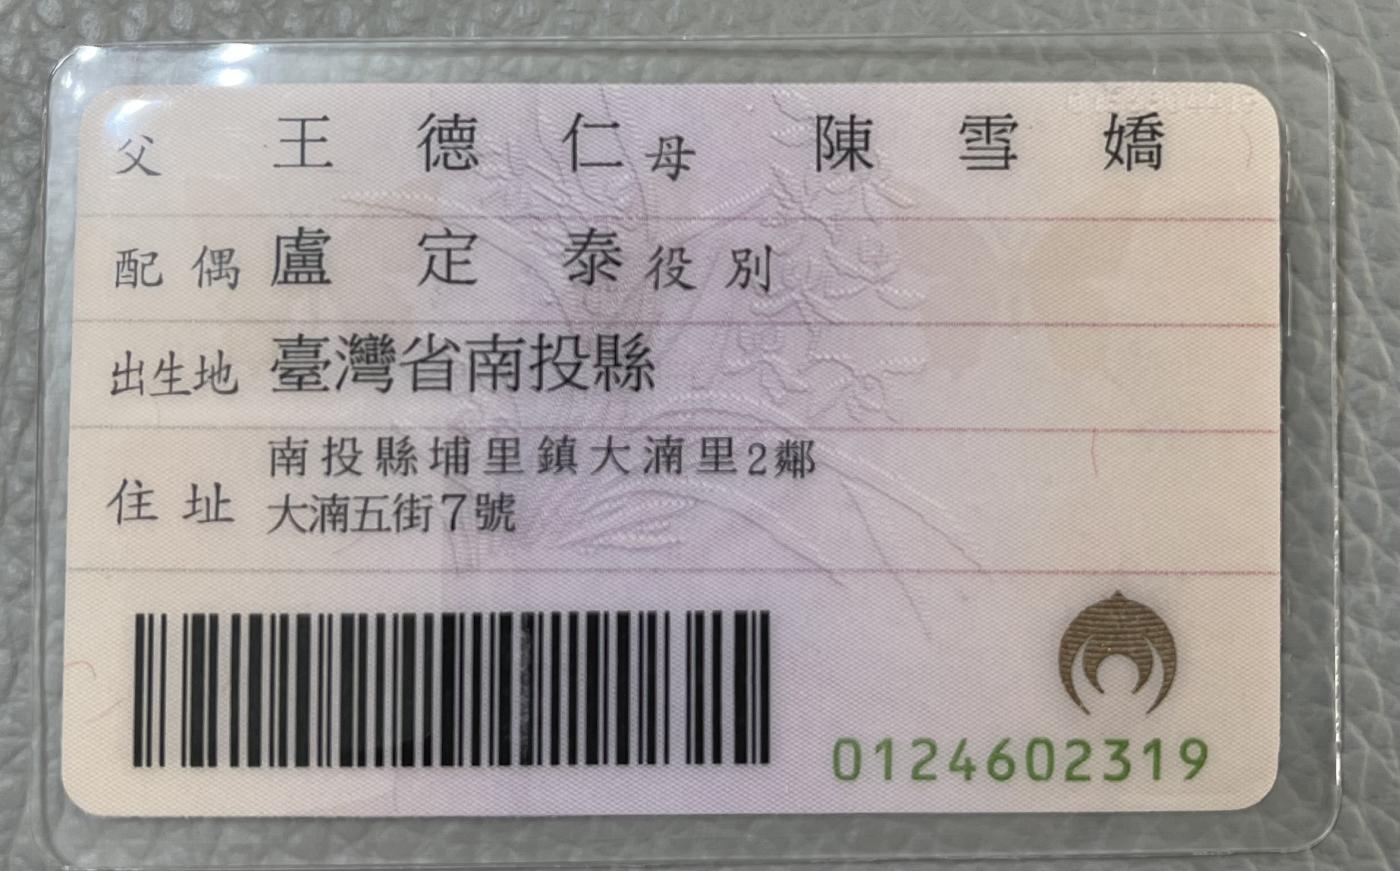 父 王德仁 母 陳雪嬌
配偶 盧定泰 役別
出生地 臺灣省南投縣
住址 南投縣埔里鎮大湳里2鄰
大湳五街7號
0124602319